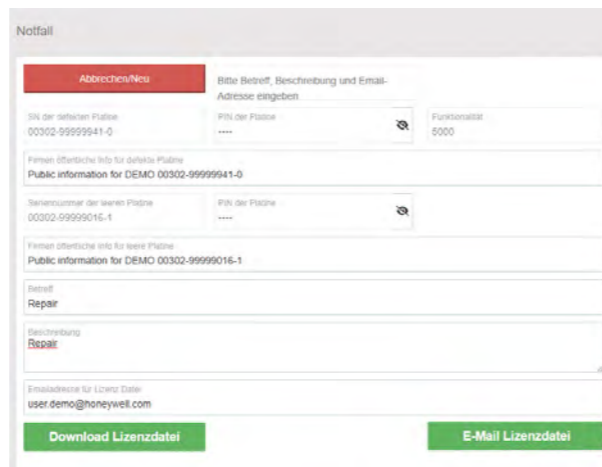 Notfall
Abbrechen/Neu
Bitte Betreff, Beschreibung und Email-
Adresse eingeben
SN der defekten Platine
PIN der Platine
Funktionalität
00302-99999941-0
----
5000
Firmen öffentliche Info für defekte Platine
Public information for DEMO 00302-99999941-0
Seriennummer der leeren Platine
PIN der Platine
00302-99999016-1
----
Firmen öffentliche Info für leere Platine
Public information for DEMO 00302-99999016-1
Betreff
Repair
Beschreibung
Repair
Emailadresse für Lizenz Datei
user.demo@honeywell.com
Download Lizenzdatei
E-Mail Lizenzdatei